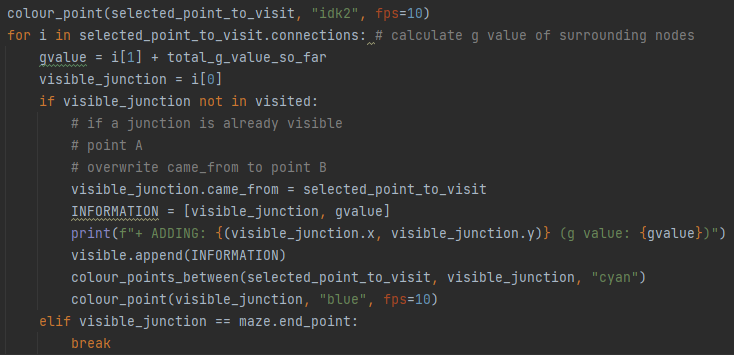 colour_point(selected_point_to_visit, "idk2", fps=10)
for i in selected_point_to_visit.connections: # calculate g value of surrounding nodes
    gvalue = i[1] + total_g_value_so_far
    visible_junction = i[0]
    if visible_junction not in visited:
        # if a junction is already visible
        # point A
        # overwrite came_from to point B
        visible_junction.came_from = selected_point_to_visit
        INFORMATION = [visible_junction, gvalue]
        print(f"+ ADDING: {(visible_junction.x, visible_junction.y)} (g value: {gvalue})")
        visible.append(INFORMATION)
        colour_points_between(selected_point_to_visit, visible_junction, "cyan")
        colour_point(visible_junction, "blue", fps=10)
    elif visible_junction == maze.end_point:
        break